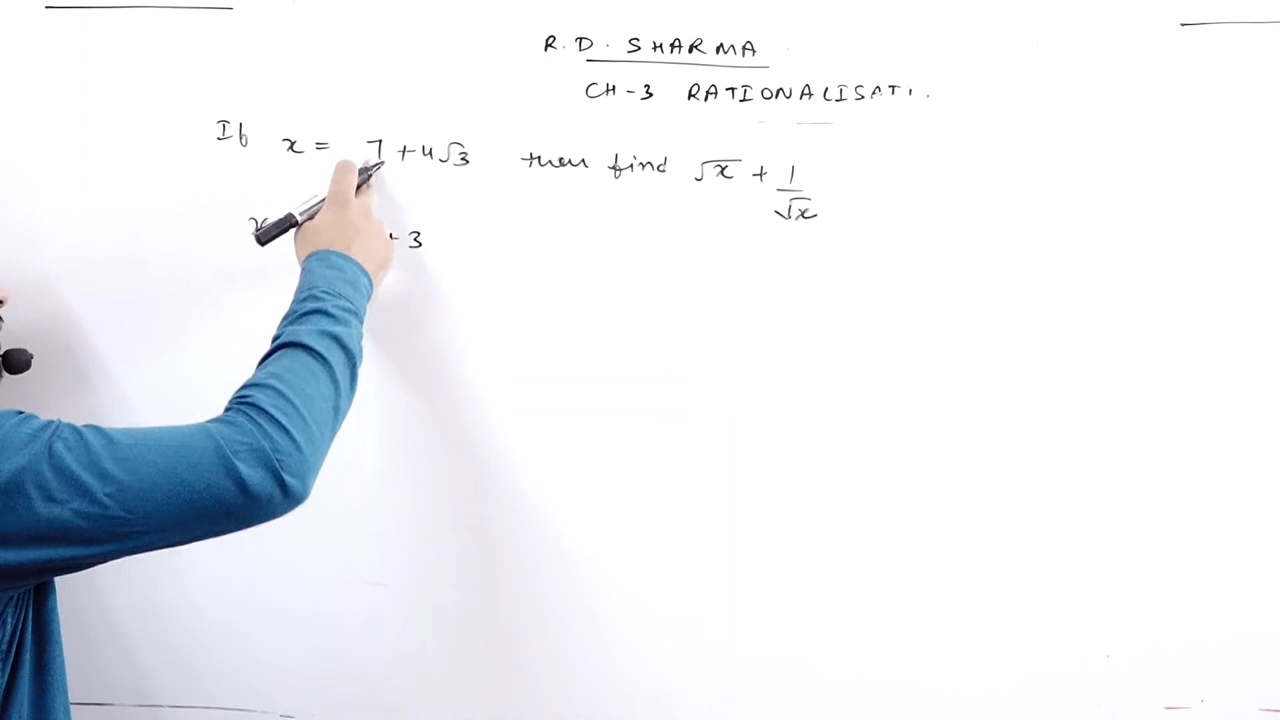 R. D. SHARMA
CH-3 RATIONALISATI.
If x = 7 + 4√3 then find √x + 1/√x
x + 3